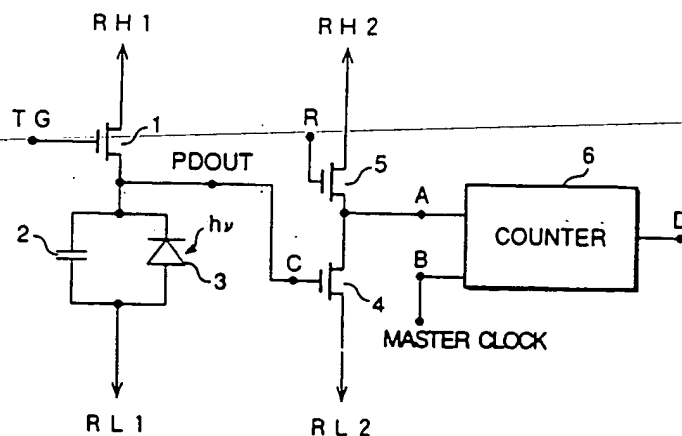 RH1 RH2
TG 1 R 6
PDOUT 5 A
2 hν COUNTER D
3 C B
4
MASTER CLOCK
RL1 RL2